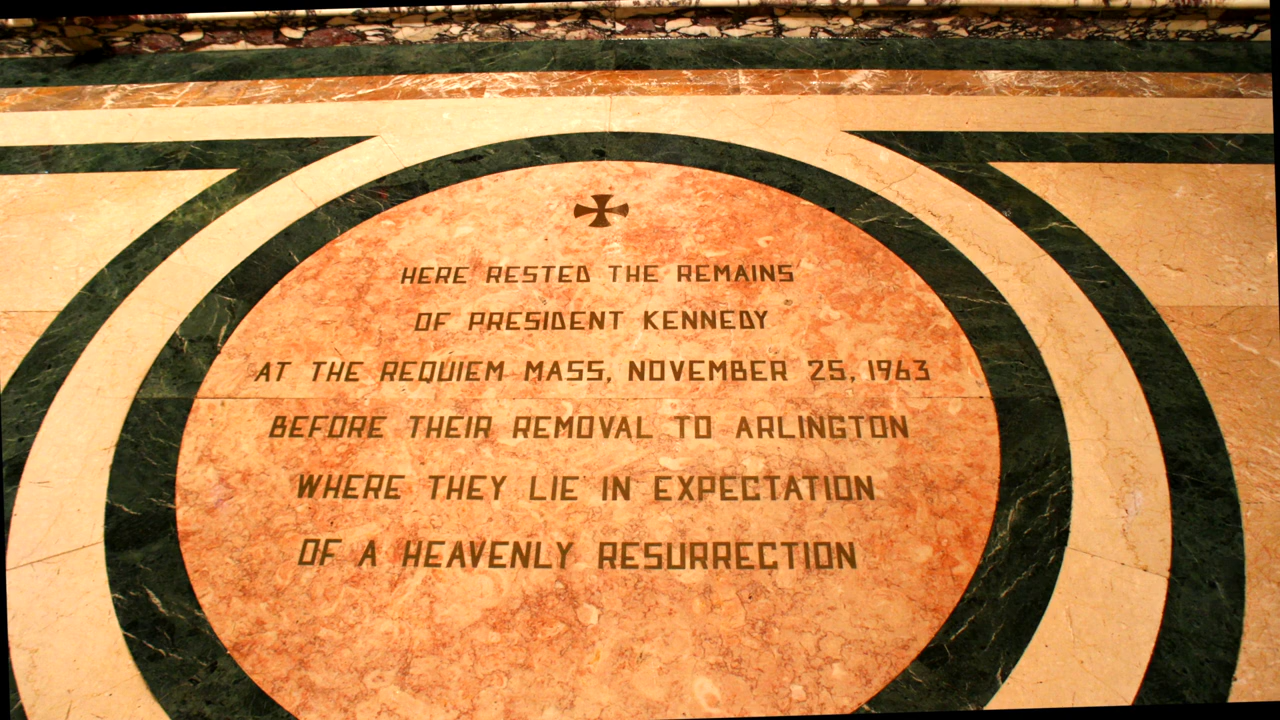 HERE RESTED THE REMAINS
OF PRESIDENT KENNEDY
AT THE REQUIEM MASS, NOVEMBER 25, 1963
BEFORE THEIR REMOVAL TO ARLINGTON
WHERE THEY LIE IN EXPECTATION
OF A HEAVENLY RESURRECTION